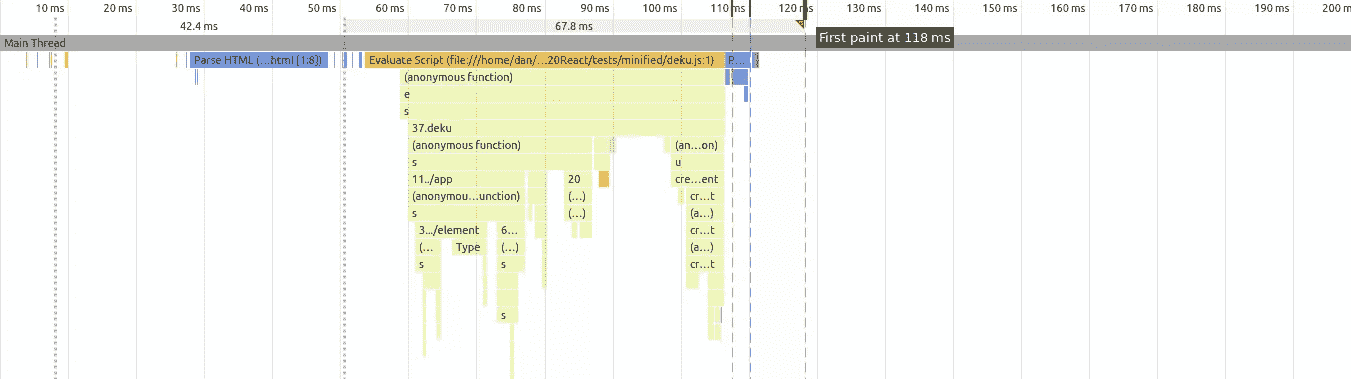 10 ms 20 ms 30 ms 40 ms 50 ms 60 ms 70 ms 80 ms 90 ms 100 ms 110 ms 120 ms 130 ms 140 ms 150 ms 160 ms 170 ms 180 ms 190 ms 200 m
42.4 ms 67.8 ms
First paint at 118 ms
Main Thread
Parse HTML (...html [1:8]) Evaluate Script (file:///home/dan/...20React/tests/minified/deku.js:1) P...
(anonymous function)
e
s
37.deku
(anonymous function) (an...on)
s u
11../app 20 cre...ent
(anonymou...unction) (...) cr...t
s (...) (a...)
3.../element 6... cr...t
(... Type (...) (a...)
s s cr...t
s